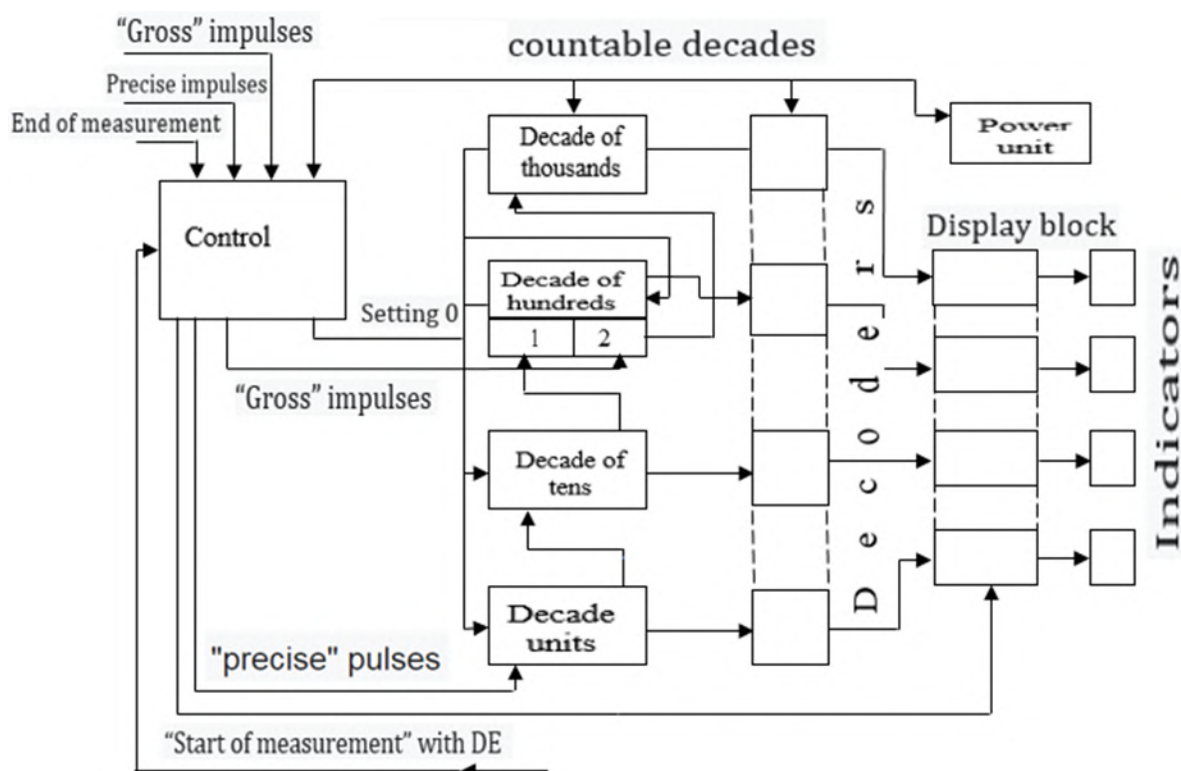 “Gross” impulses
countable decades
Precise impulses
End of measurement
Power
unit
Decade of
thousands
Control
Display block
Decade of
hundreds
Setting 0
1 2
“Gross” impulses
Decade of
tens
Decoders
Indicators
Decade
units
"precise" pulses
“Start of measurement” with DE